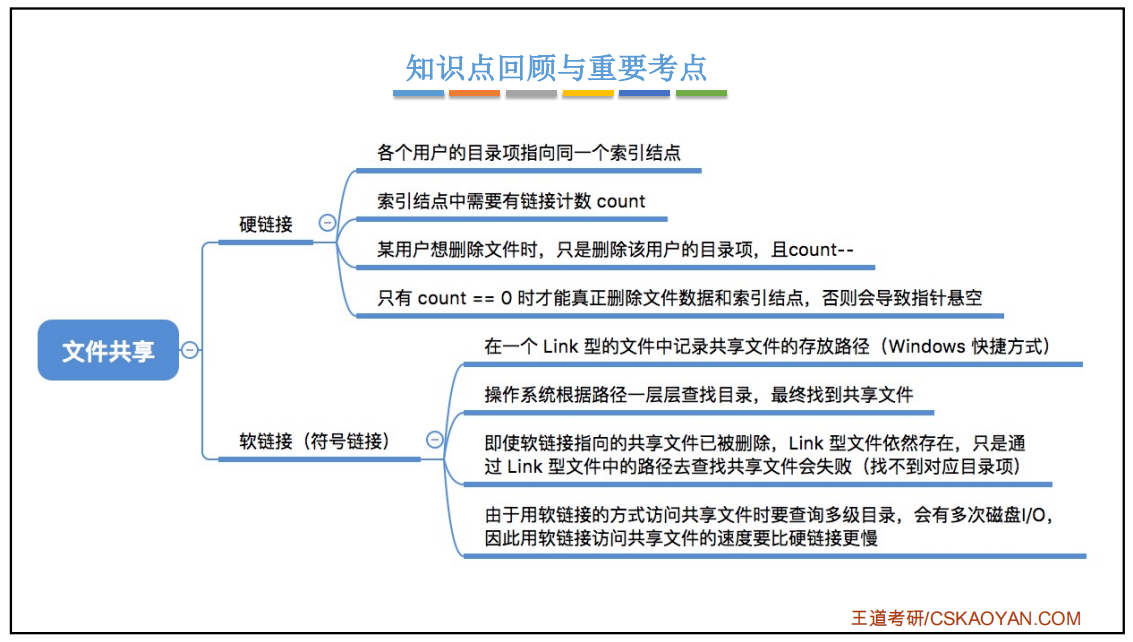 知识点回顾与重要考点
各个用户的目录项指向同一个索引结点
索引结点中需要有链接计数 count
硬链接
某用户想删除文件时，只是删除该用户的目录项，且count--
只有 count == 0 时才能真正删除文件数据和索引结点，否则会导致指针悬空
文件共享
在一个 Link 型的文件中记录共享文件的存放路径（Windows 快捷方式）
操作系统根据路径一层层查找目录，最终找到共享文件
软链接（符号链接）
即使软链接指向的共享文件已被删除，Link 型文件依然存在，只是通
过 Link 型文件中的路径去查找共享文件会失败（找不到对应目录项）
由于用软链接的方式访问共享文件时要查询多级目录，会有多次磁盘I/O，
因此用软链接访问共享文件的速度要比硬链接更慢
王道考研/CSKAOYAN.COM